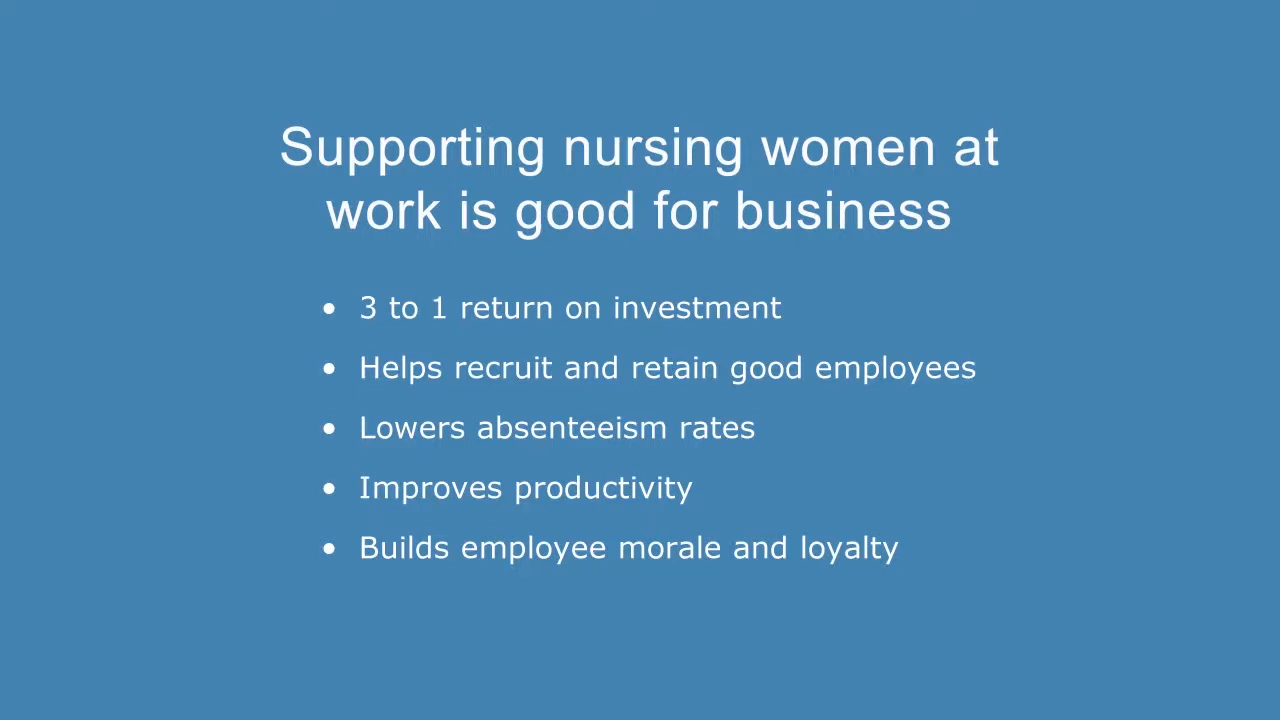 Supporting nursing women at
work is good for business
• 3 to 1 return on investment
• Helps recruit and retain good employees
• Lowers absenteeism rates
• Improves productivity
• Builds employee morale and loyalty